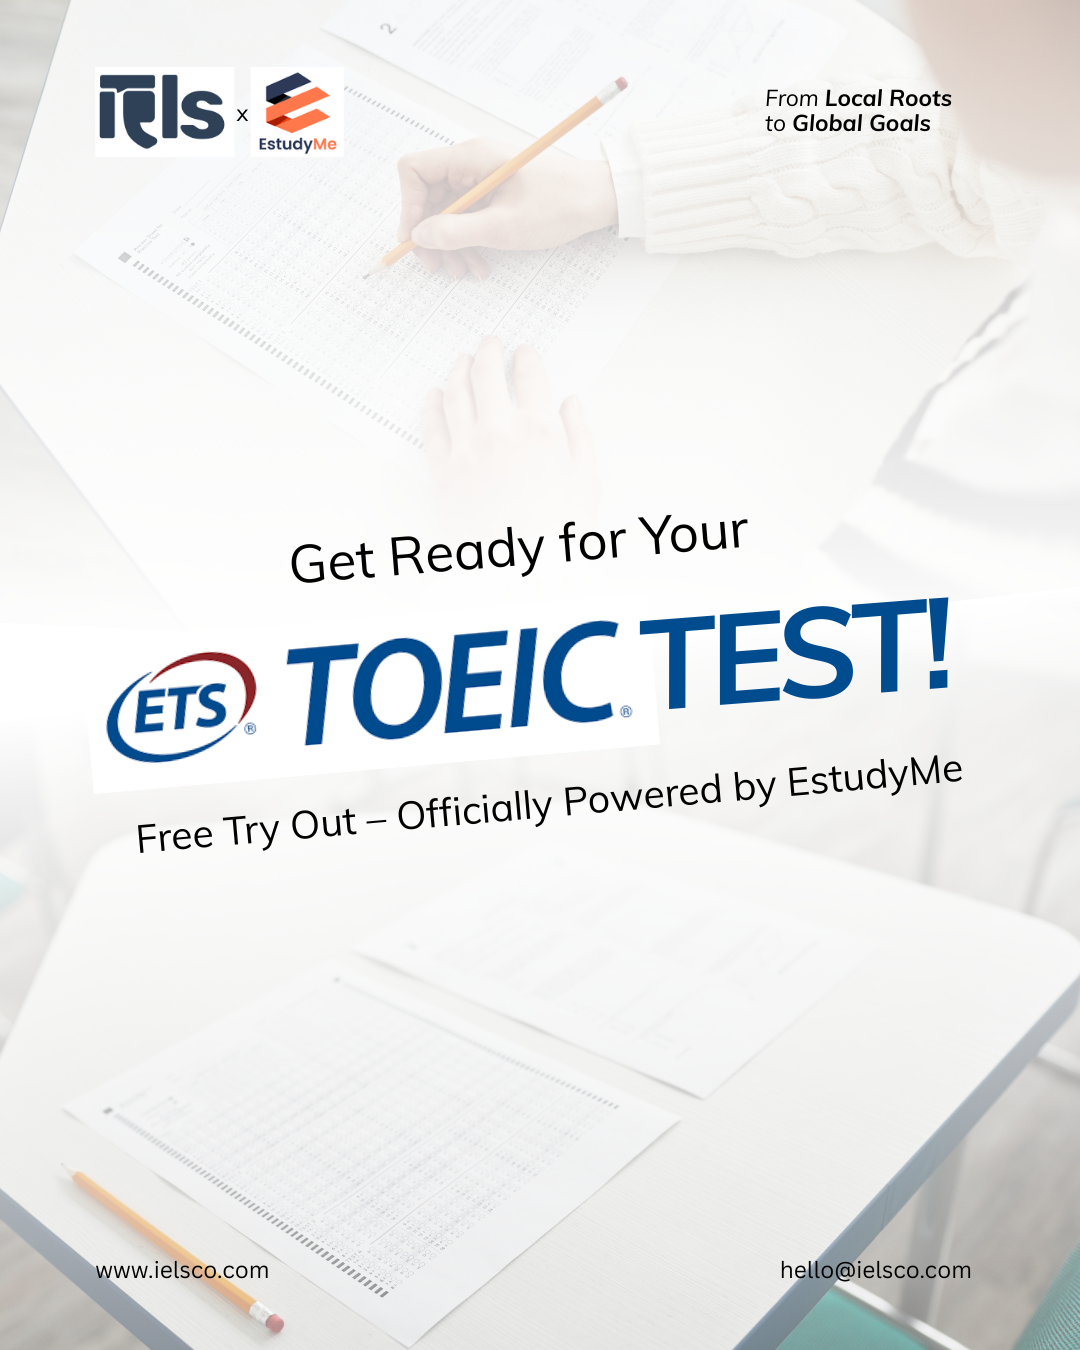 iels x EstudyMe
From Local Roots
to Global Goals
2
Get Ready for Your
ETS® TOEIC® TEST!
Free Try Out – Officially Powered by EstudyMe
www.ielsco.com
hello@ielsco.com